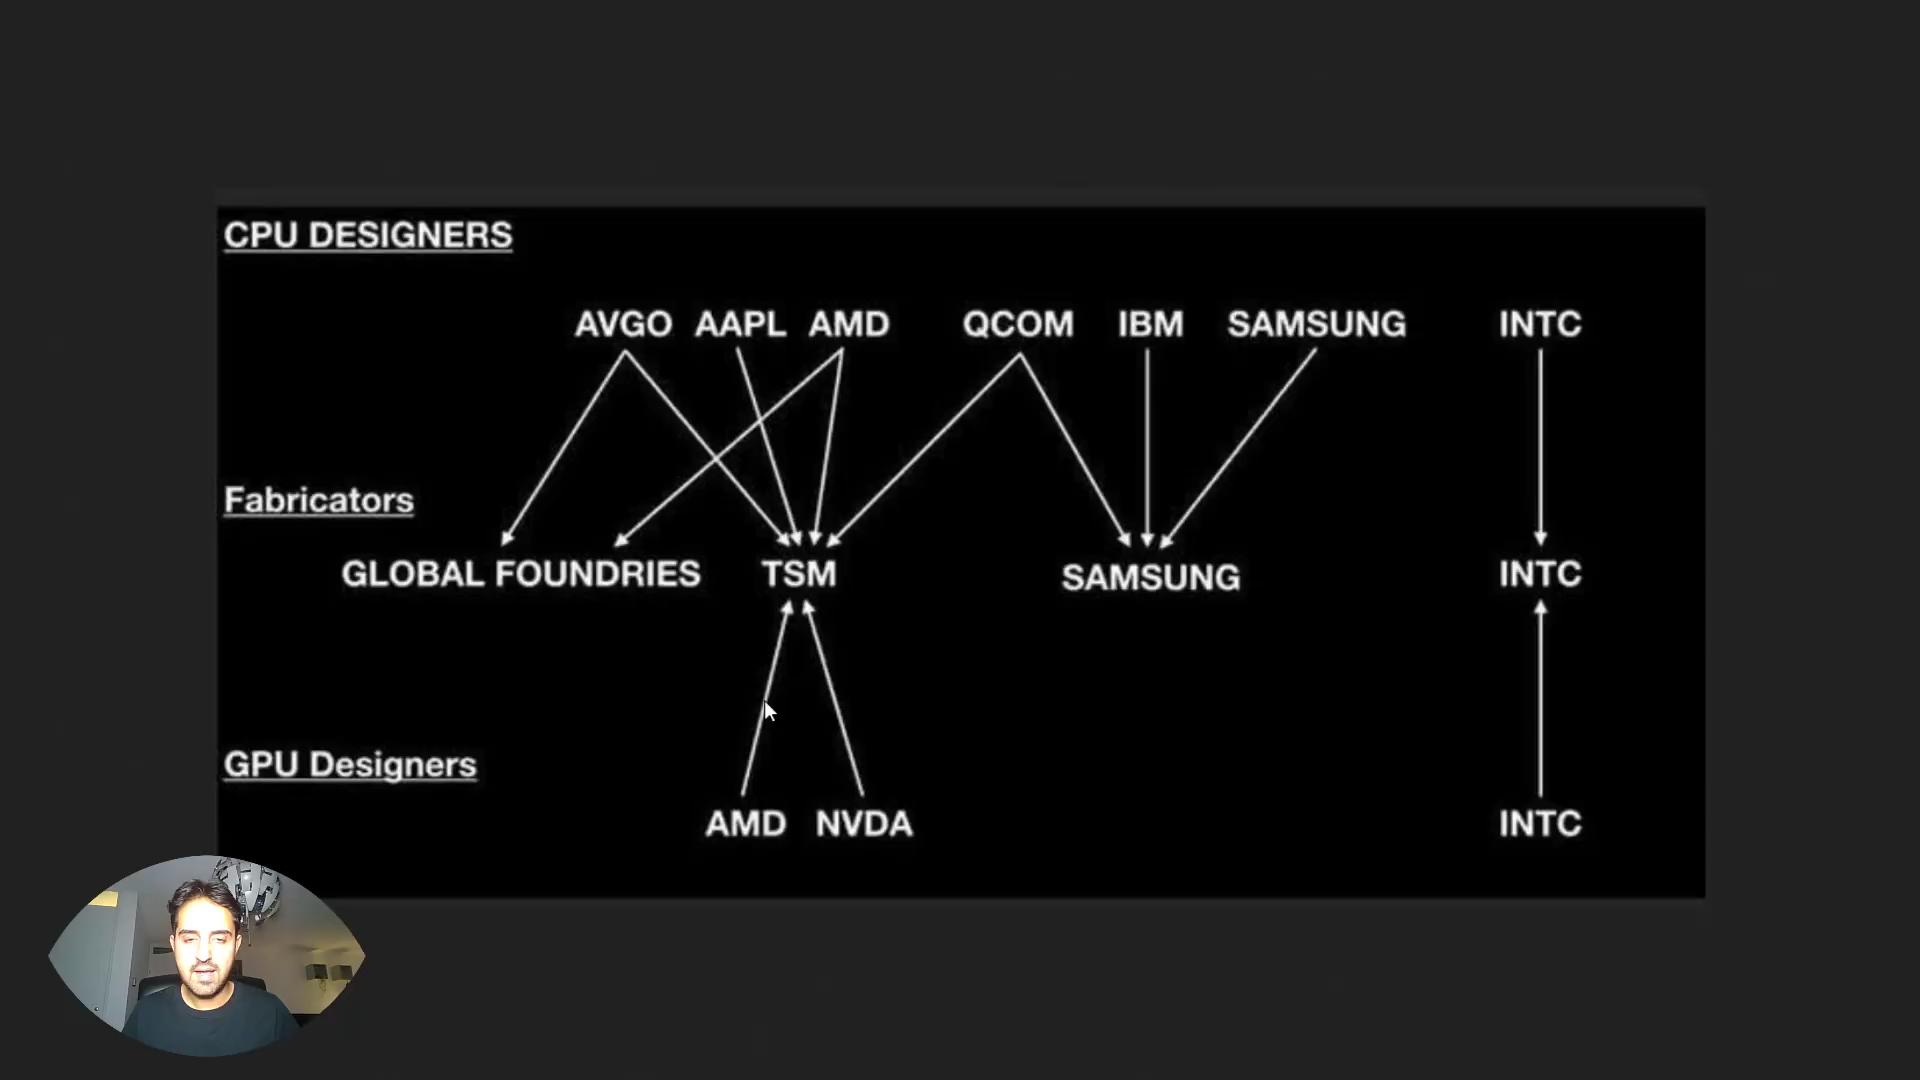 CPU DESIGNERS
AVGO AAPL AMD QCOM IBM SAMSUNG INTC
Fabricators
GLOBAL FOUNDRIES TSM SAMSUNG INTC
GPU Designers
AMD NVDA INTC